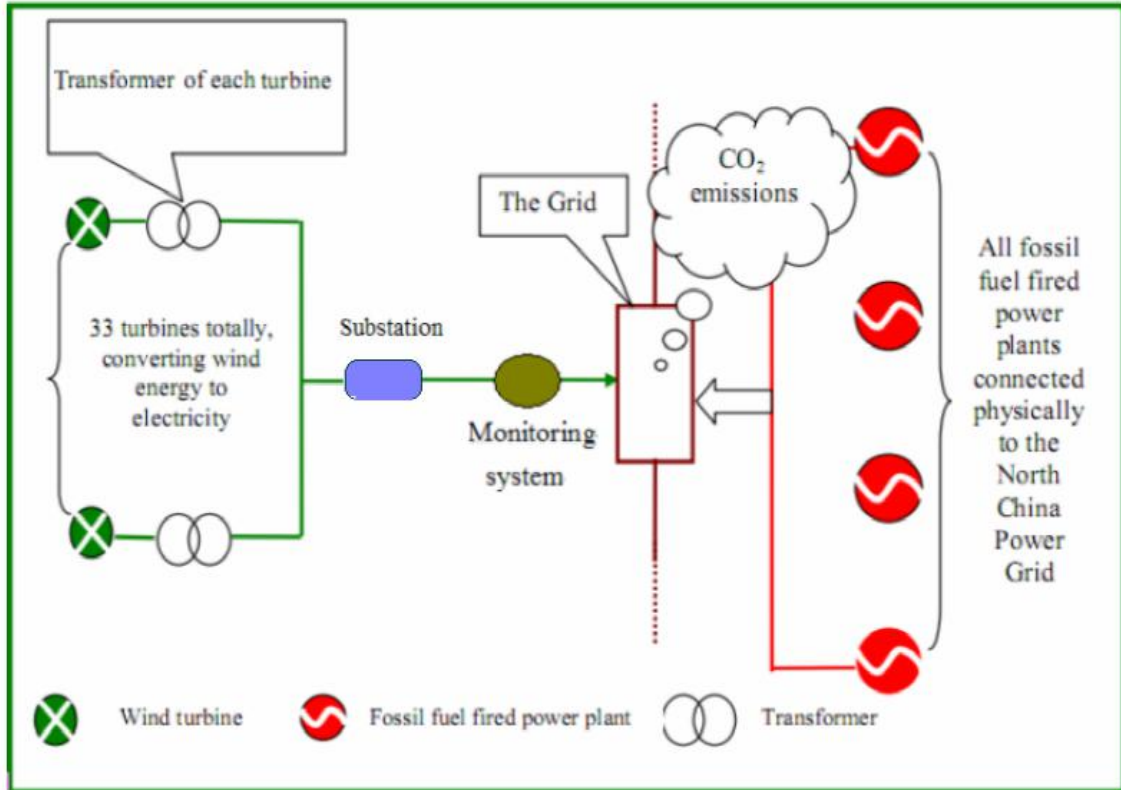 Transformer of each turbine
CO₂
emissions
The Grid
33 turbines totally,
converting wind
energy to
electricity
Substation
Monitoring
system
All fossil
fuel fired
power
plants
connected
physically
to the
North
China
Power
Grid
Wind turbine
Fossil fuel fired power plant
Transformer